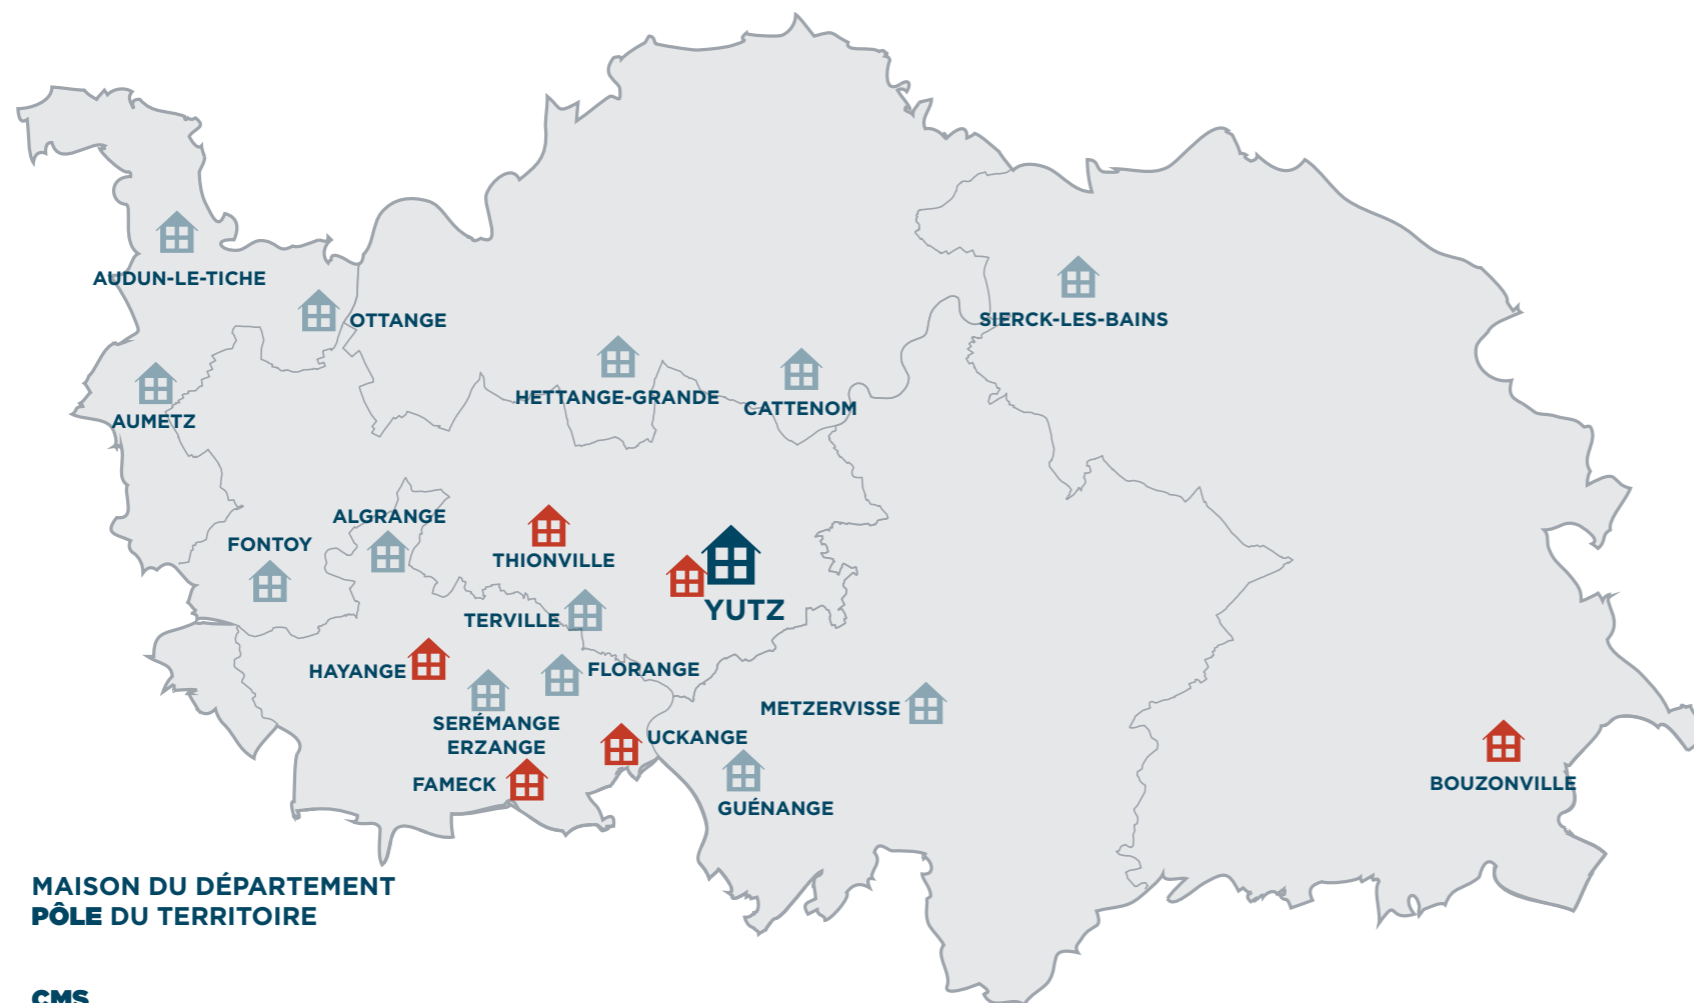 AUDUN-LE-TICHE
OTTANGE
SIERCK-LES-BAINS
HETTANGE-GRANDE
CATTENOM
AUMETZ
ALGRANGE
FONTOY
THIONVILLE
YUTZ
TERVILLE
HAYANGE
FLORANGE
SERÉMANGE
ERZANGE
METZERVISSE
UCKANGE
FAMECK
GUÉNANGE
BOUZONVILLE
MAISON DU DÉPARTEMENT
PÔLE DU TERRITOIRE
CMS